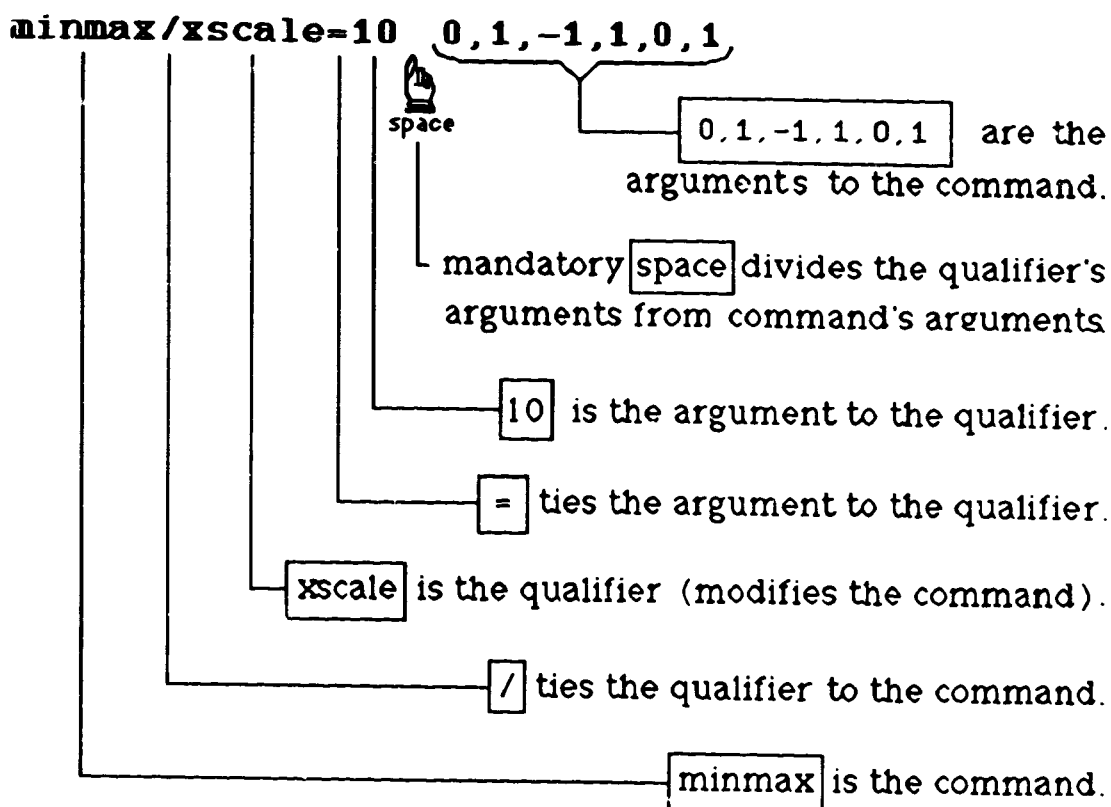 minmax/xscale=10 0,1,-1,1,0,1
space
0,1,-1,1,0,1 are the
arguments to the command.
mandatory space divides the qualifier's
arguments from command's arguments
10 is the argument to the qualifier.
= ties the argument to the qualifier.
xscale is the qualifier (modifies the command).
/ ties the qualifier to the command.
minmax is the command.